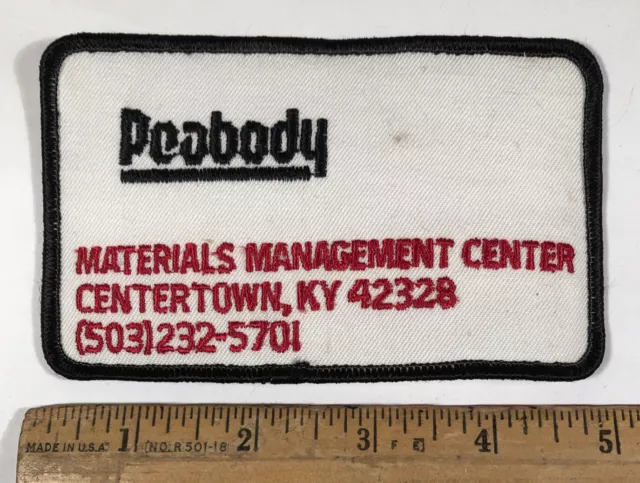 Peabody
MATERIALS MANAGEMENT CENTER
CENTERTOWN, KY 42328
(503)232-5701
MADE IN U.S.A. 1 (NO. R 501-18 2 3 F 4 5